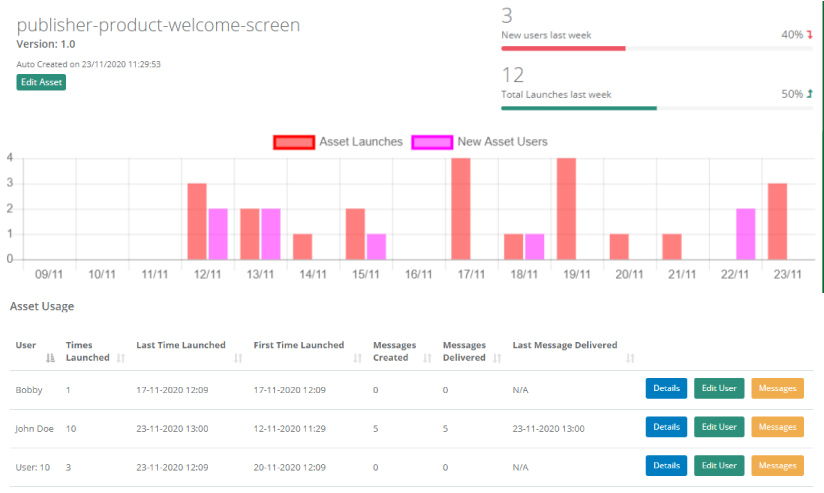 publisher-product-welcome-screen
Version: 1.0
Auto Created on 23/11/2020 11:29:53
Edit Asset
3
New users last week 40%
12
Total Launches last week 50%
Asset Launches New Asset Users
4
3
2
1
0
09/11 10/11 11/11 12/11 13/11 14/11 15/11 16/11 17/11 18/11 19/11 20/11 21/11 22/11 23/11
Asset Usage
User Times Launched Last Time Launched First Time Launched Messages Created Messages Delivered Last Message Delivered
Bobby 1 17-11-2020 12:09 17-11-2020 12:09 0 0 N/A Details Edit User Messages
John Doe 10 23-11-2020 13:00 12-11-2020 11:29 5 5 23-11-2020 13:00 Details Edit User Messages
User: 10 3 23-11-2020 12:09 20-11-2020 12:09 0 0 N/A Details Edit User Messages